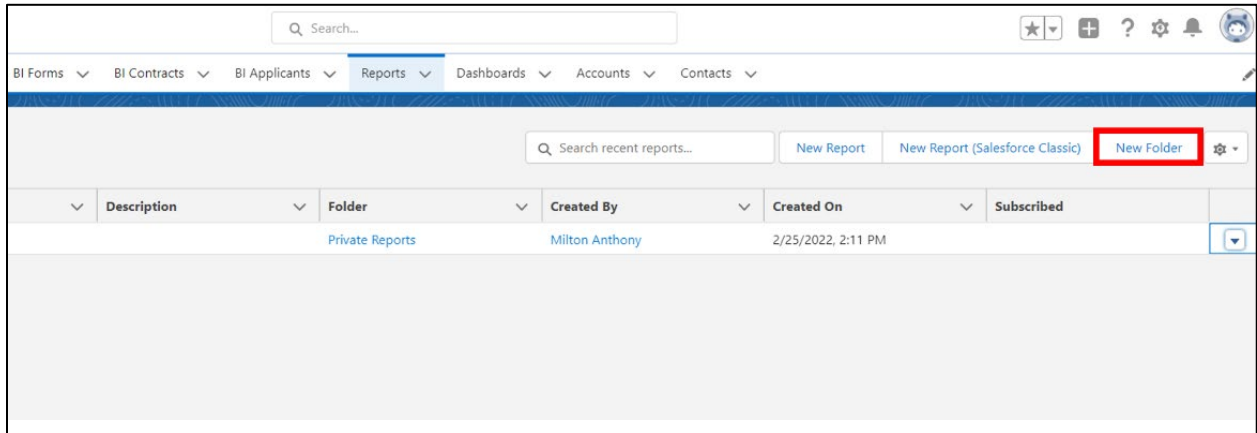 Search...
BI Forms BI Contracts BI Applicants Reports Dashboards Accounts Contacts
Search recent reports... New Report New Report (Salesforce Classic) New Folder
Description Folder Created By Created On Subscribed
Private Reports Milton Anthony 2/25/2022, 2:11 PM